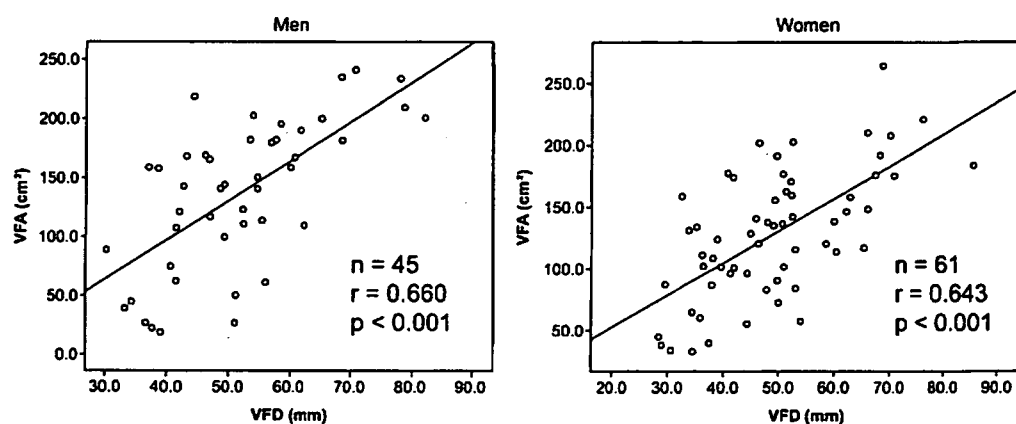 Men
VFA (cm²)
250.0
200.0
150.0
100.0
50.0
0.0
n = 45
r = 0.660
p < 0.001
30.0 40.0 50.0 60.0 70.0 80.0 90.0
VFD (mm)
Women
VFA (cm²)
250.0
200.0
150.0
100.0
50.0
n = 61
r = 0.643
p < 0.001
20.0 30.0 40.0 50.0 60.0 70.0 80.0 90.0
VFD (mm)